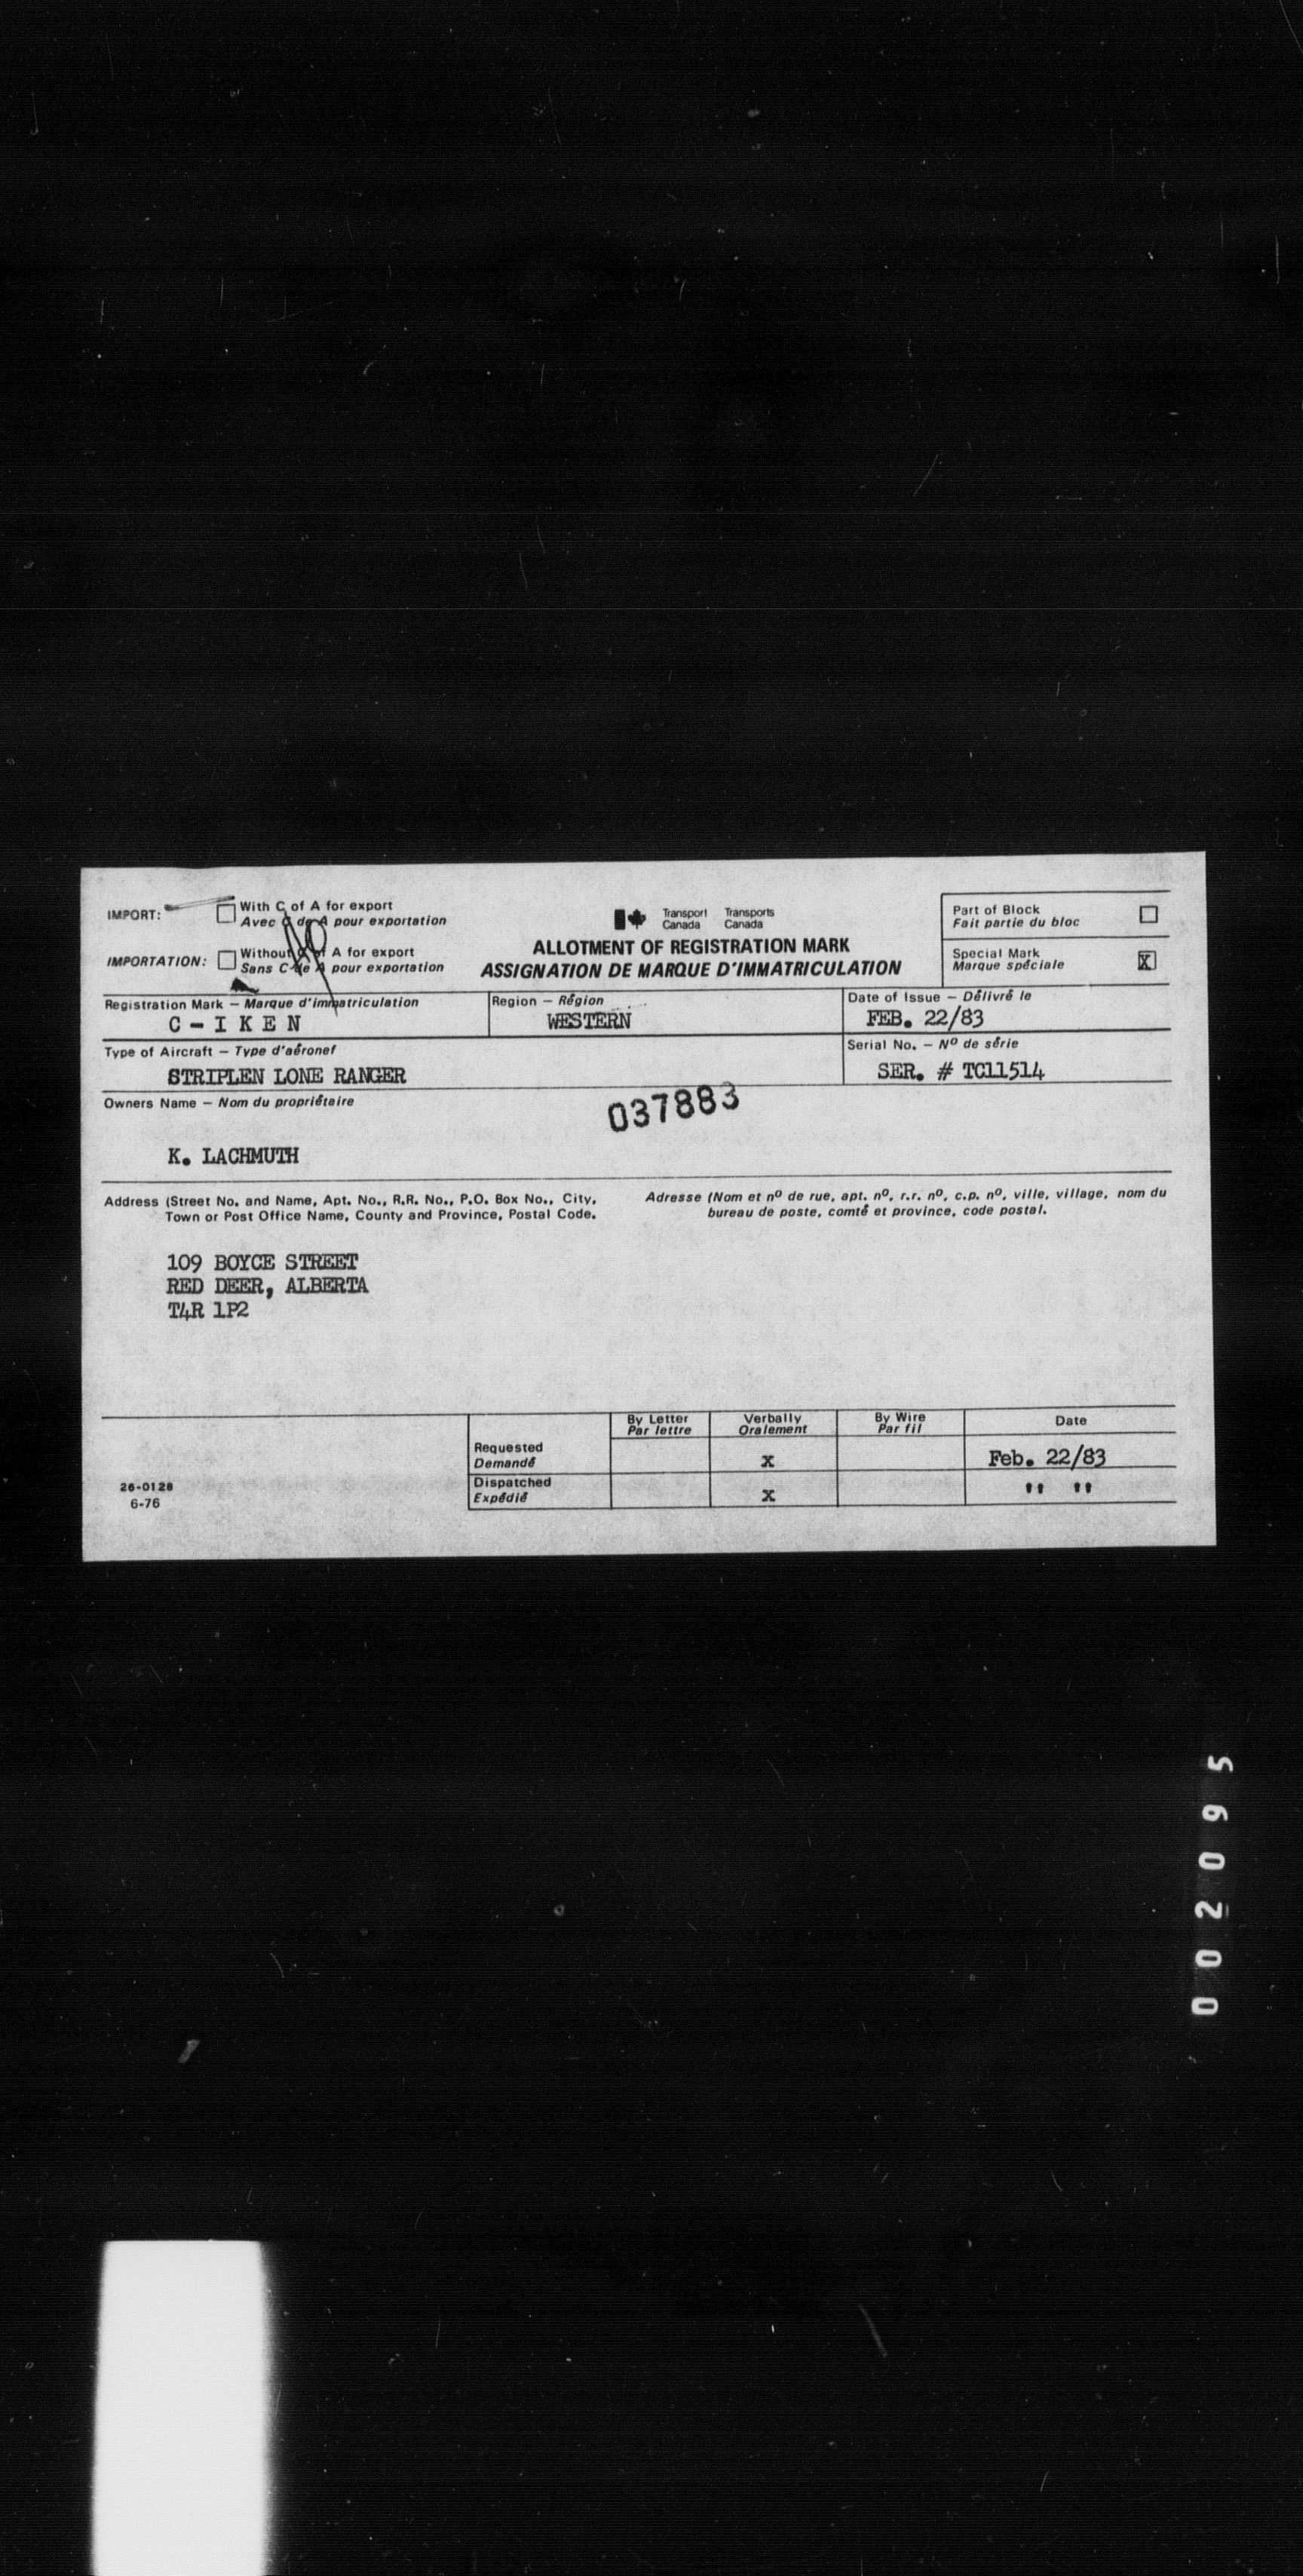 IMPORT: ☐ With C of A for export
Avec C de A pour exportation
IMPORTATION: ☐ Without C of A for export
Sans C de A pour exportation
Transport Canada Transports Canada
ALLOTMENT OF REGISTRATION MARK
ASSIGNATION DE MARQUE D'IMMATRICULATION
Part of Block ☐
Fait partie du bloc
Special Mark ☒
Marque spéciale
Registration Mark – Marque d'immatriculation
C - I K E N
Region – Région
WESTERN
Date of Issue – Délivré le
FEB. 22/83
Type of Aircraft – Type d'aéronef
STRIPLEN LONE RANGER
Serial No. – Nº de série
SER. # TC11514
Owners Name – Nom du propriétaire
037883
K. LACHMUTH
Address (Street No. and Name, Apt. No., R.R. No., P.O. Box No., City,
Town or Post Office Name, County and Province, Postal Code.
Adresse (Nom et nº de rue, apt. nº, r.r. nº, c.p. nº, ville, village, nom du
bureau de poste, comté et province, code postal.
109 BOYCE STREET
RED DEER, ALBERTA
T4R 1P2
By Letter Verbally By Wire Date
Par lettre Oralement Par fil
Requested
Demandé x Feb. 22/83
Dispatched
Expédié x " "
26-0128
6-76
002095